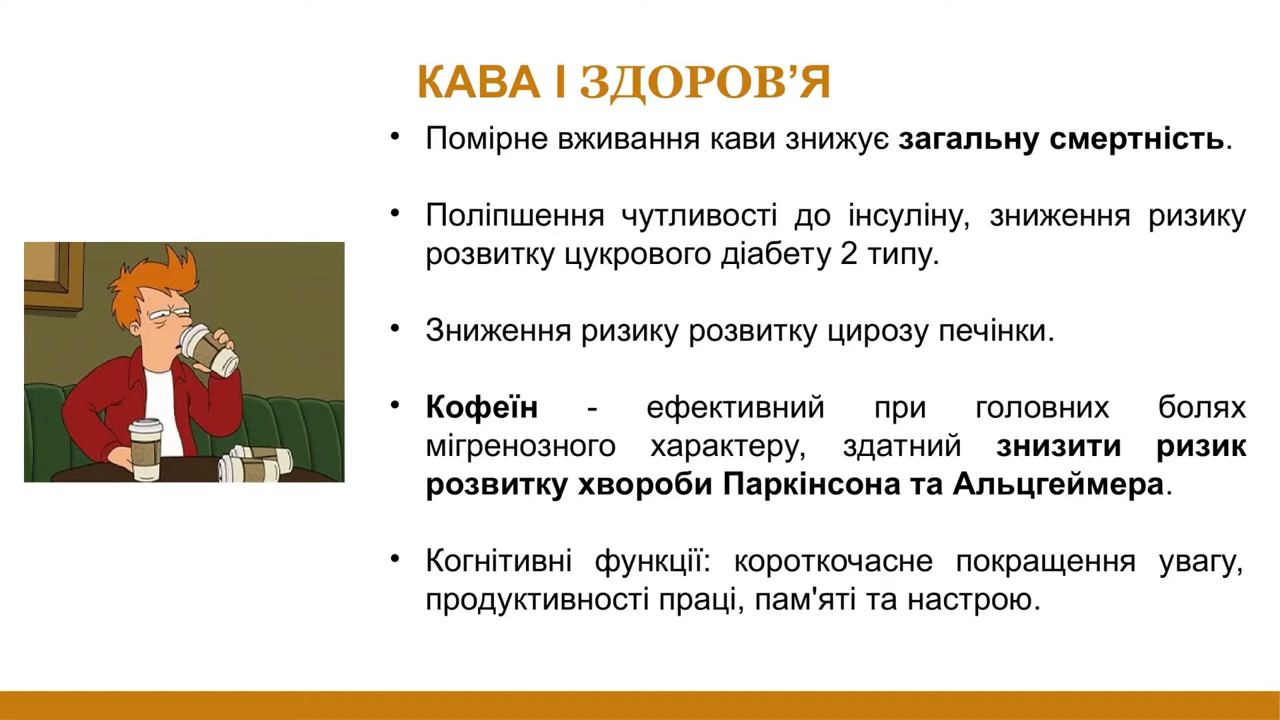 КАВА І ЗДОРОВ’Я
• Помірне вживання кави знижує загальну смертність.
• Поліпшення чутливості до інсуліну, зниження ризику
розвитку цукрового діабету 2 типу.
• Зниження ризику розвитку цирозу печінки.
• Кофеїн - ефективний при головних болях
мігренозного характеру, здатний знизити ризик
розвитку хвороби Паркінсона та Альцгеймера.
• Когнітивні функції: короткочасне покращення увагу,
продуктивності праці, пам'яті та настрою.